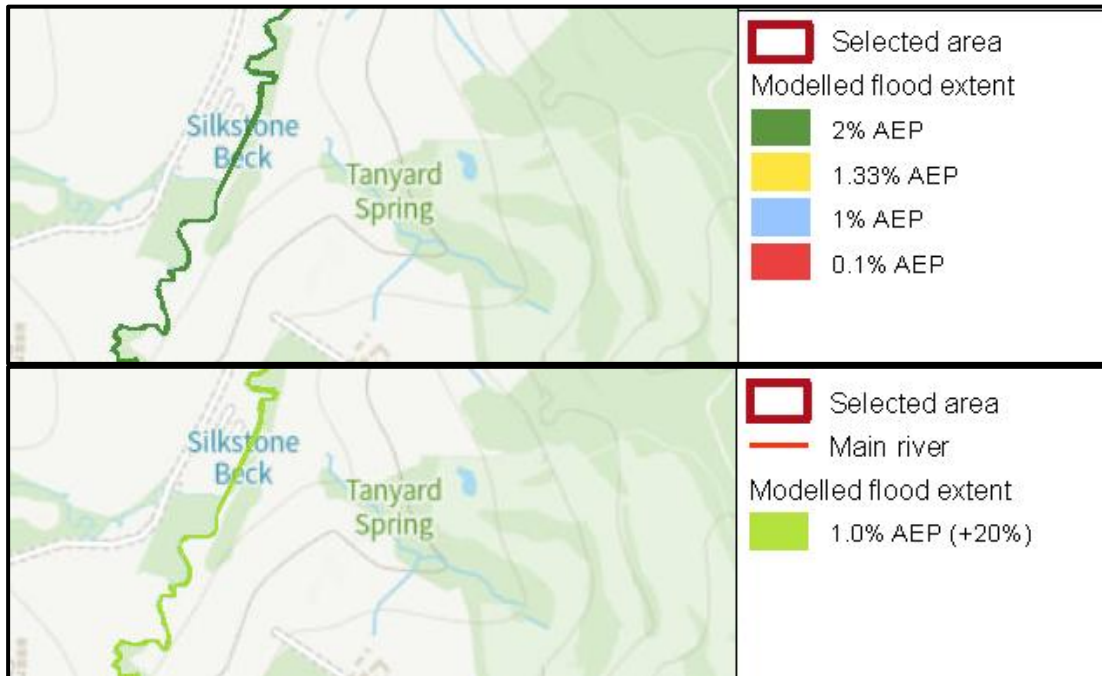 Silkstone
Beck
Tanyard
Spring
Selected area
Modelled flood extent
2% AEP
1.33% AEP
1% AEP
0.1% AEP
Silkstone
Beck
Tanyard
Spring
Selected area
Main river
Modelled flood extent
1.0% AEP (+20%)